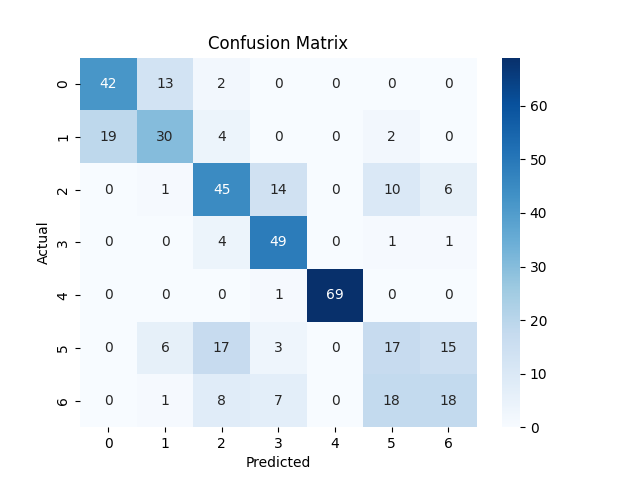 Confusion Matrix
0 42 13 2 0 0 0 0
1 19 30 4 0 0 2 0
2 0 1 45 14 0 10 6
3 0 0 4 49 0 1 1
4 0 0 0 1 69 0 0
5 0 6 17 3 0 17 15
6 0 1 8 7 0 18 18
0 1 2 3 4 5 6
Predicted
Actual
60
50
40
30
20
10
0